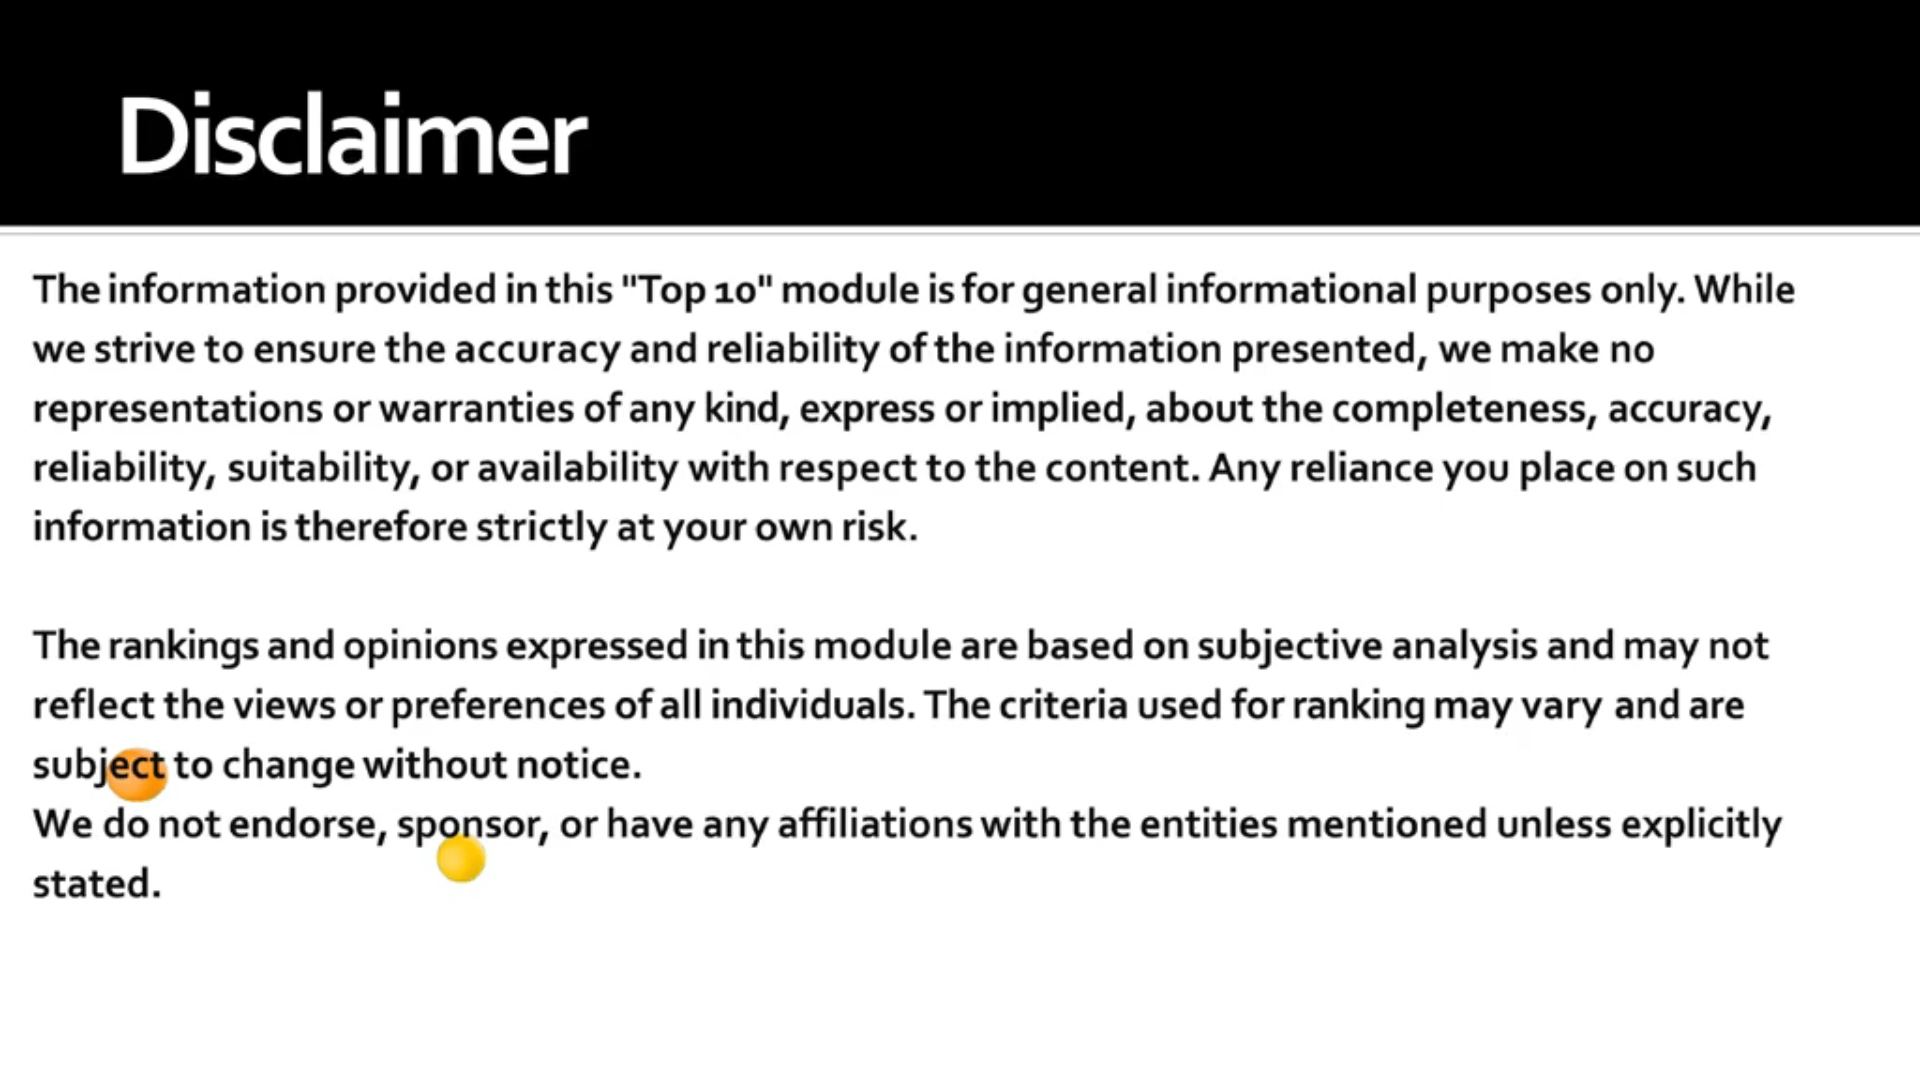 Disclaimer
The information provided in this "Top 10" module is for general informational purposes only. While
we strive to ensure the accuracy and reliability of the information presented, we make no
representations or warranties of any kind, express or implied, about the completeness, accuracy,
reliability, suitability, or availability with respect to the content. Any reliance you place on such
information is therefore strictly at your own risk.
The rankings and opinions expressed in this module are based on subjective analysis and may not
reflect the views or preferences of all individuals. The criteria used for ranking may vary and are
subject to change without notice.
We do not endorse, sponsor, or have any affiliations with the entities mentioned unless explicitly
stated.